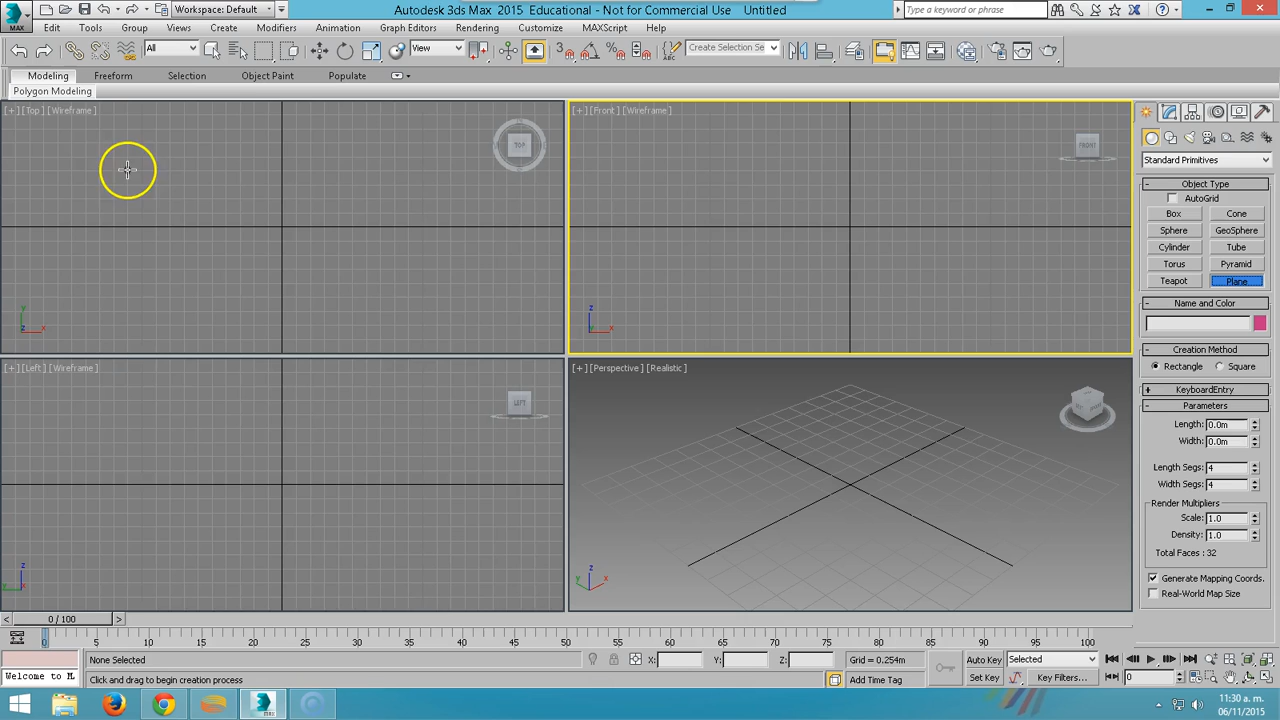 Workspace: Default
Autodesk 3ds Max 2015 Educational - Not for Commercial Use Untitled
Type a keyword or phrase
MAX
Edit Tools Group Views Create Modifiers Animation Graph Editors Rendering Customize MAXScript Help
All
View
3
Create Selection Se
Modeling Freeform Selection Object Paint Populate
Polygon Modeling
[+] [Top] [Wireframe]
TOP
[+] [Front] [Wireframe]
FRONT
Standard Primitives
- Object Type
AutoGrid
Box Cone
Sphere GeoSphere
Cylinder Tube
Torus Pyramid
Teapot Plane
- Name and Color
y
z x
z
y x
- Creation Method
Rectangle Square
+ KeyboardEntry
- Parameters
Length: 0.0m
Width: 0.0m
Length Segs: 4
Width Segs: 4
Render Multipliers
Scale: 1.0
Density: 1.0
Total Faces: 32
Generate Mapping Coords.
Real-World Map Size
[+] [Left] [Wireframe]
LEFT
[+] [Perspective] [Realistic]
z
y x
z
y x
< 0 / 100 >
0 5 10 15 20 25 30 35 40 45 50 55 60 65 70 75 80 85 90 95 100
None Selected
X: Y: Z:
Grid = 0.254m
Auto Key Selected
Welcome to M
Click and drag to begin creation process
Add Time Tag
Set Key Key Filters...
0
MAX
11:30 a. m.
06/11/2015